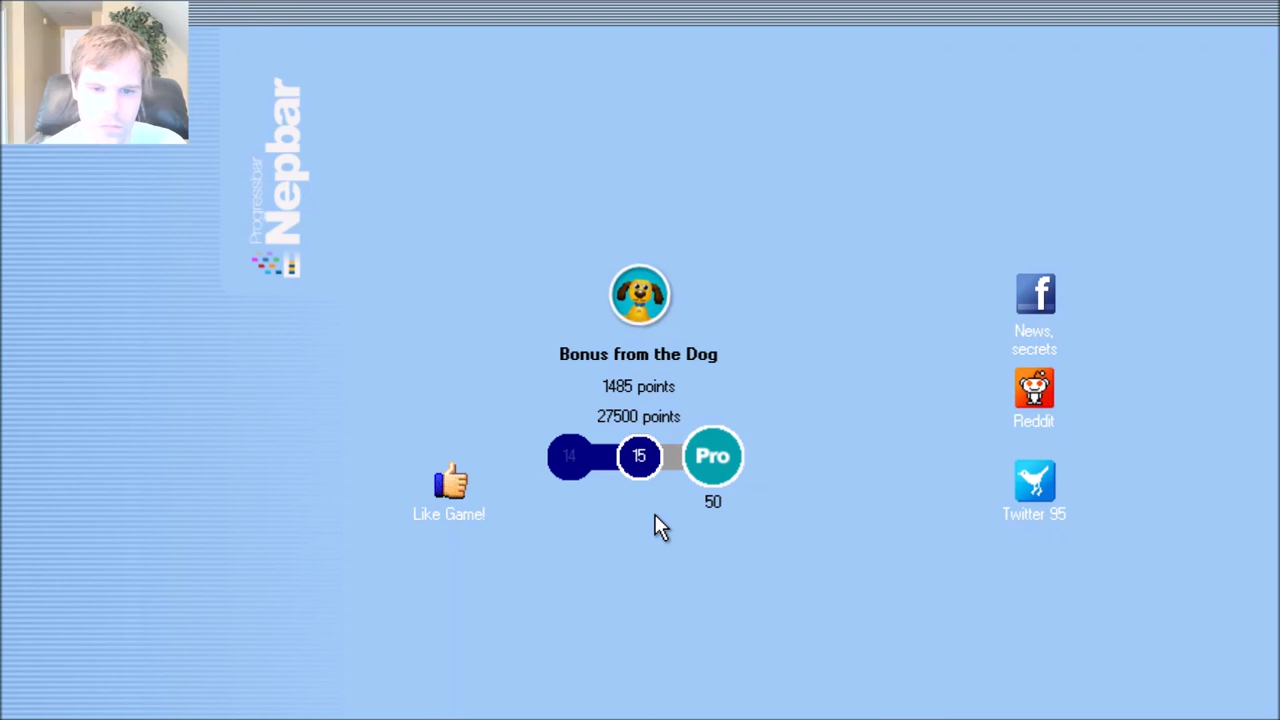 Progressbar
Nepbar
Bonus from the Dog
1485 points
27500 points
14
15
Pro
50
Like Game!
f
News,
secrets
Reddit
Twitter 95